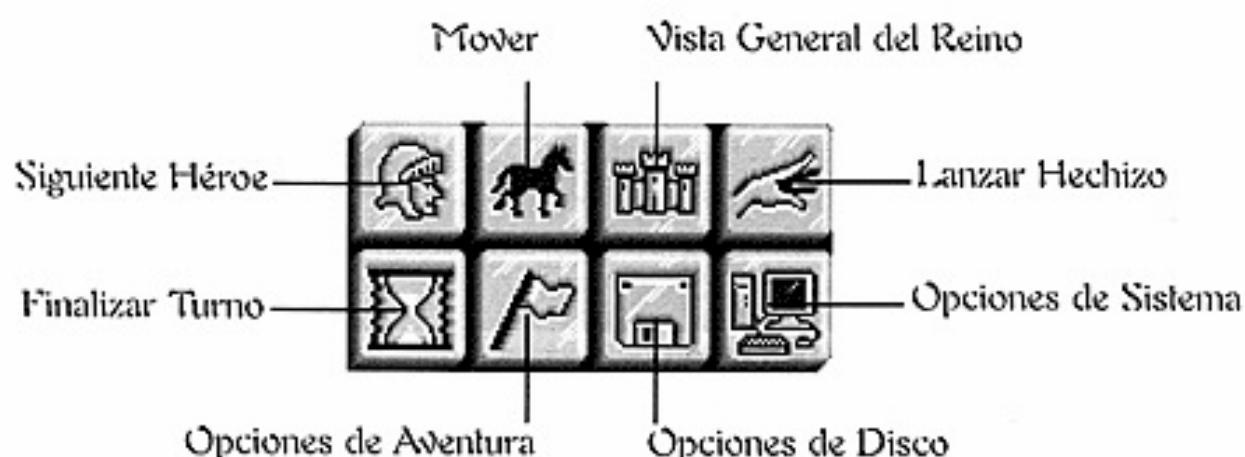 Mover
Vista General del Reino
Siguiente Héroe
Lanzar Hechizo
Finalizar Turno
Opciones de Sistema
Opciones de Aventura
Opciones de Disco